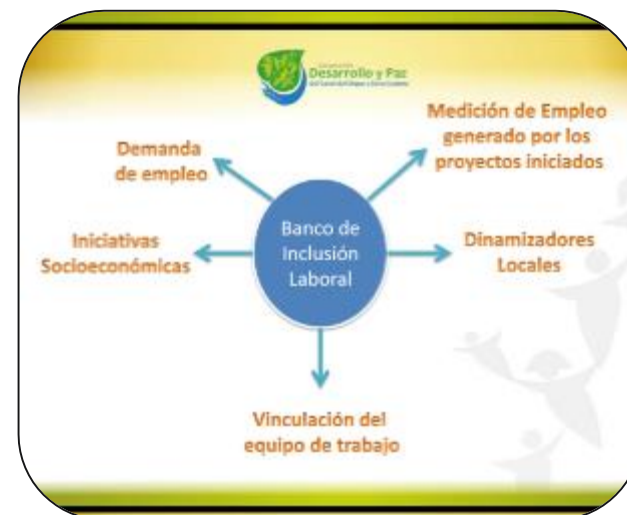 Desarrollo y Paz
Medición de Empleo
generado por los
proyectos iniciados
Demanda
de empleo
Banco de
Inclusión
Laboral
Iniciativas
Socioeconómicas
Dinamizadores
Locales
Vinculación del
equipo de trabajo